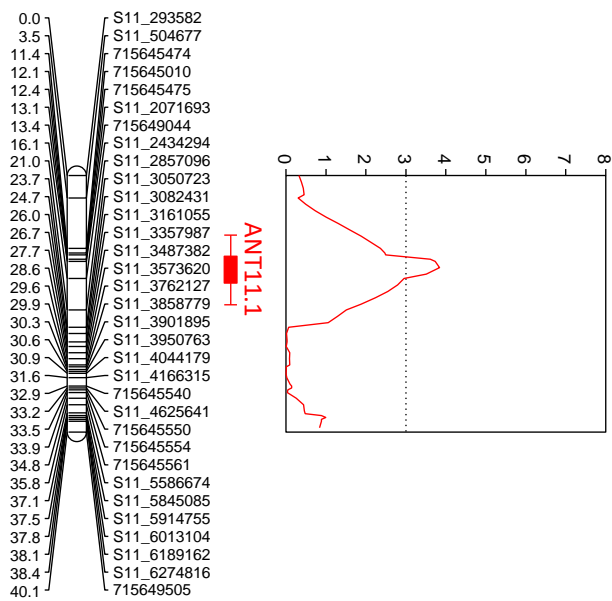 0.0 S11_293582
3.5 S11_504677
11.4 715645474
12.1 715645010
12.4 715645475
13.1 S11_2071693
13.4 715649044
16.1 S11_2434294
21.0 S11_2857096
23.7 S11_3050723
24.7 S11_3082431
26.0 S11_3161055
26.7 S11_3357987
27.7 S11_3487382
28.6 S11_3573620
29.6 S11_3762127
29.9 S11_3858779
30.3 S11_3901895
30.6 S11_3950763
30.9 S11_4044179
31.6 S11_4166315
32.9 715645540
33.2 S11_4625641
33.5 715645550
33.9 715645554
34.8 715645561
35.8 S11_5586674
37.1 S11_5845085
37.5 S11_5914755
37.8 S11_6013104
38.1 S11_6189162
38.4 S11_6274816
40.1 715649505
ANT11.1
0 1 2 3 4 5 6 7 8